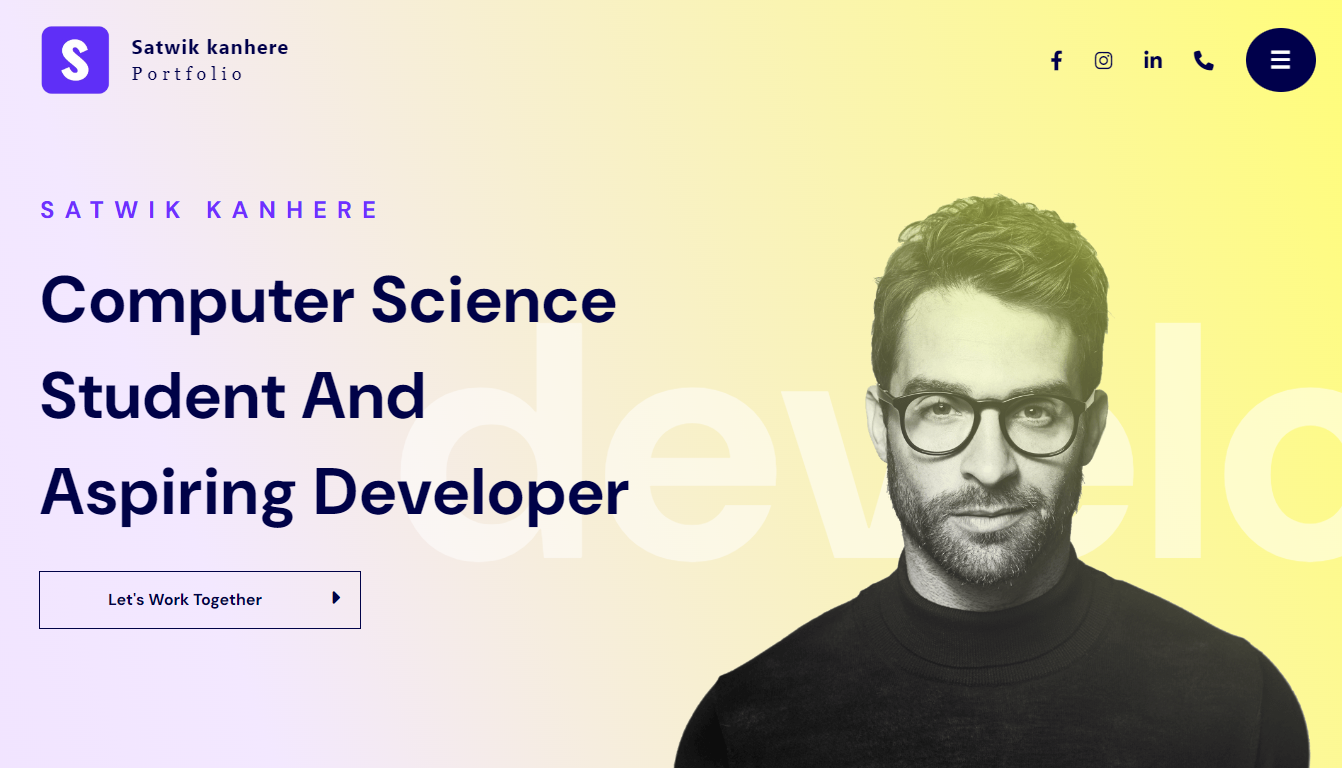 S
Satwik kanhere
Portfolio
SATWIK KANHERE
Computer Science
Student And
Aspiring Developer
Let's Work Together
develo